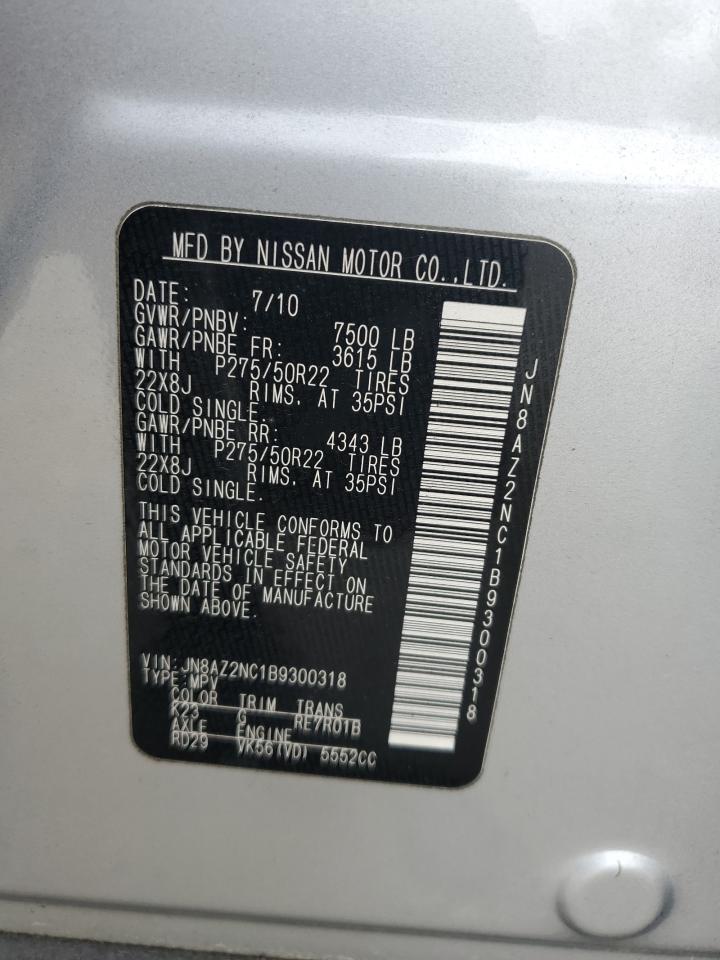 MFD BY NISSAN MOTOR CO.,LTD.
DATE: 7/10
GVWR/PNBV: 7500 LB
GAWR/PNBE FR: 3615 LB
WITH P275/50R22 TIRES
22X8J RIMS, AT 35PSI
COLD SINGLE.
GAWR/PNBE RR: 4343 LB
WITH P275/50R22 TIRES
22X8J RIMS, AT 35PSI
COLD SINGLE.
THIS VEHICLE CONFORMS TO
ALL APPLICABLE FEDERAL
MOTOR VEHICLE SAFETY
STANDARDS IN EFFECT ON
THE DATE OF MANUFACTURE
SHOWN ABOVE.
VIN:JN8AZ2NC1B9300318
TYPE:MPV
COLOR TRIM TRANS
K23 G RE7R01B
AXLE ENGINE
RD29 VK56(VD) 5552CC
JN8AZ2NC1B9300318